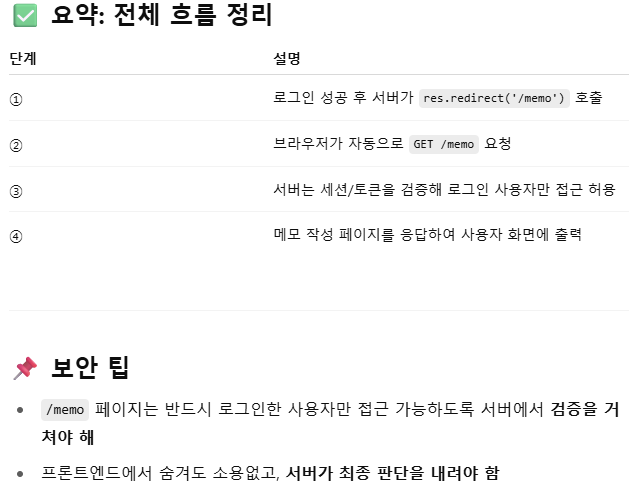 ✅ 요약: 전체 흐름 정리
단계 설명
① 로그인 성공 후 서버가 res.redirect('/memo') 호출
② 브라우저가 자동으로 GET /memo 요청
③ 서버는 세션/토큰을 검증해 로그인 사용자만 접근 허용
④ 메모 작성 페이지를 응답하여 사용자 화면에 출력
📌 보안 팁
• /memo 페이지는 반드시 로그인한 사용자만 접근 가능하도록 서버에서 검증을 거
쳐야 해
• 프론트엔드에서 숨겨도 소용없고, 서버가 최종 판단을 내려야 함